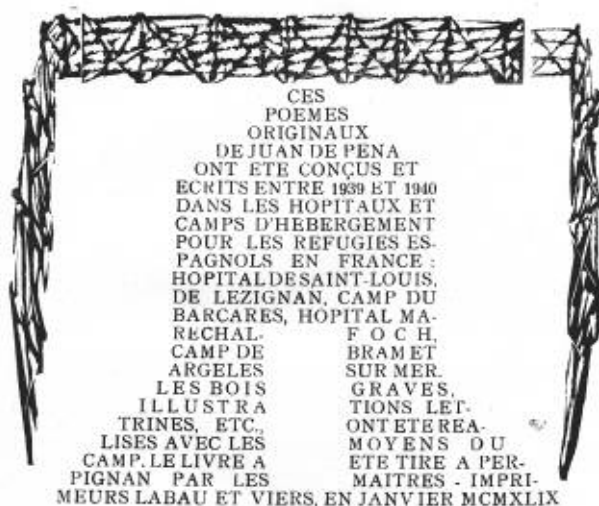 CES
POEMES
ORIGINAUX
DE JUAN DE PENA
ONT ETE CONÇUS ET
ECRITS ENTRE 1939 ET 1940
DANS LES HOPITAUX ET
CAMPS D'HEBERGEMENT
POUR LES REFUGIES ES-
PAGNOLS EN FRANCE :
HOPITAL DE SAINT-LOUIS,
DE LEZIGNAN, CAMP DU
BARCARES, HOPITAL MA-
RECHAL- FOCH,
CAMP DE BRAM ET
ARGELES SUR MER.
LES BOIS GRAVES,
ILLUSTRA TIONS LET-
TRINES, ETC., ONT ETE REA-
LISES AVEC LES MOYENS DU
CAMP. LE LIVRE A ETE TIRE A PER-
PIGNAN PAR LES MAITRES - IMPRI-
MEURS LABAU ET VIERS, EN JANVIER MCMXLIX